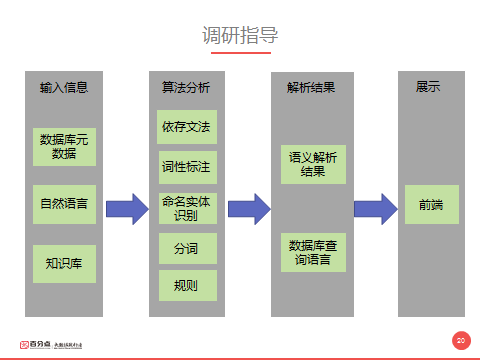 调研指导
输入信息
数据库元
数据
自然语言
知识库
算法分析
依存文法
词性标注
命名实体
识别
分词
规则
解析结果
语义解析
结果
数据库查
询语言
展示
前端
百分点
20